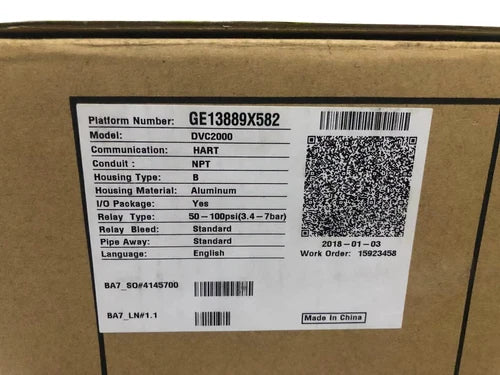 Platform Number: GE13889X582
Model: DVC2000
Communication: HART
Conduit : NPT
Housing Type: B
Housing Material: Aluminum
I/O Package: Yes
Relay Type: 50-100psi(3.4-7bar)
Relay Bleed: Standard
Pipe Away: Standard
Language: English
2018-01-03
Work Order: 15923458
BA7_SO#4145700
BA7_LN#1.1
Made In China